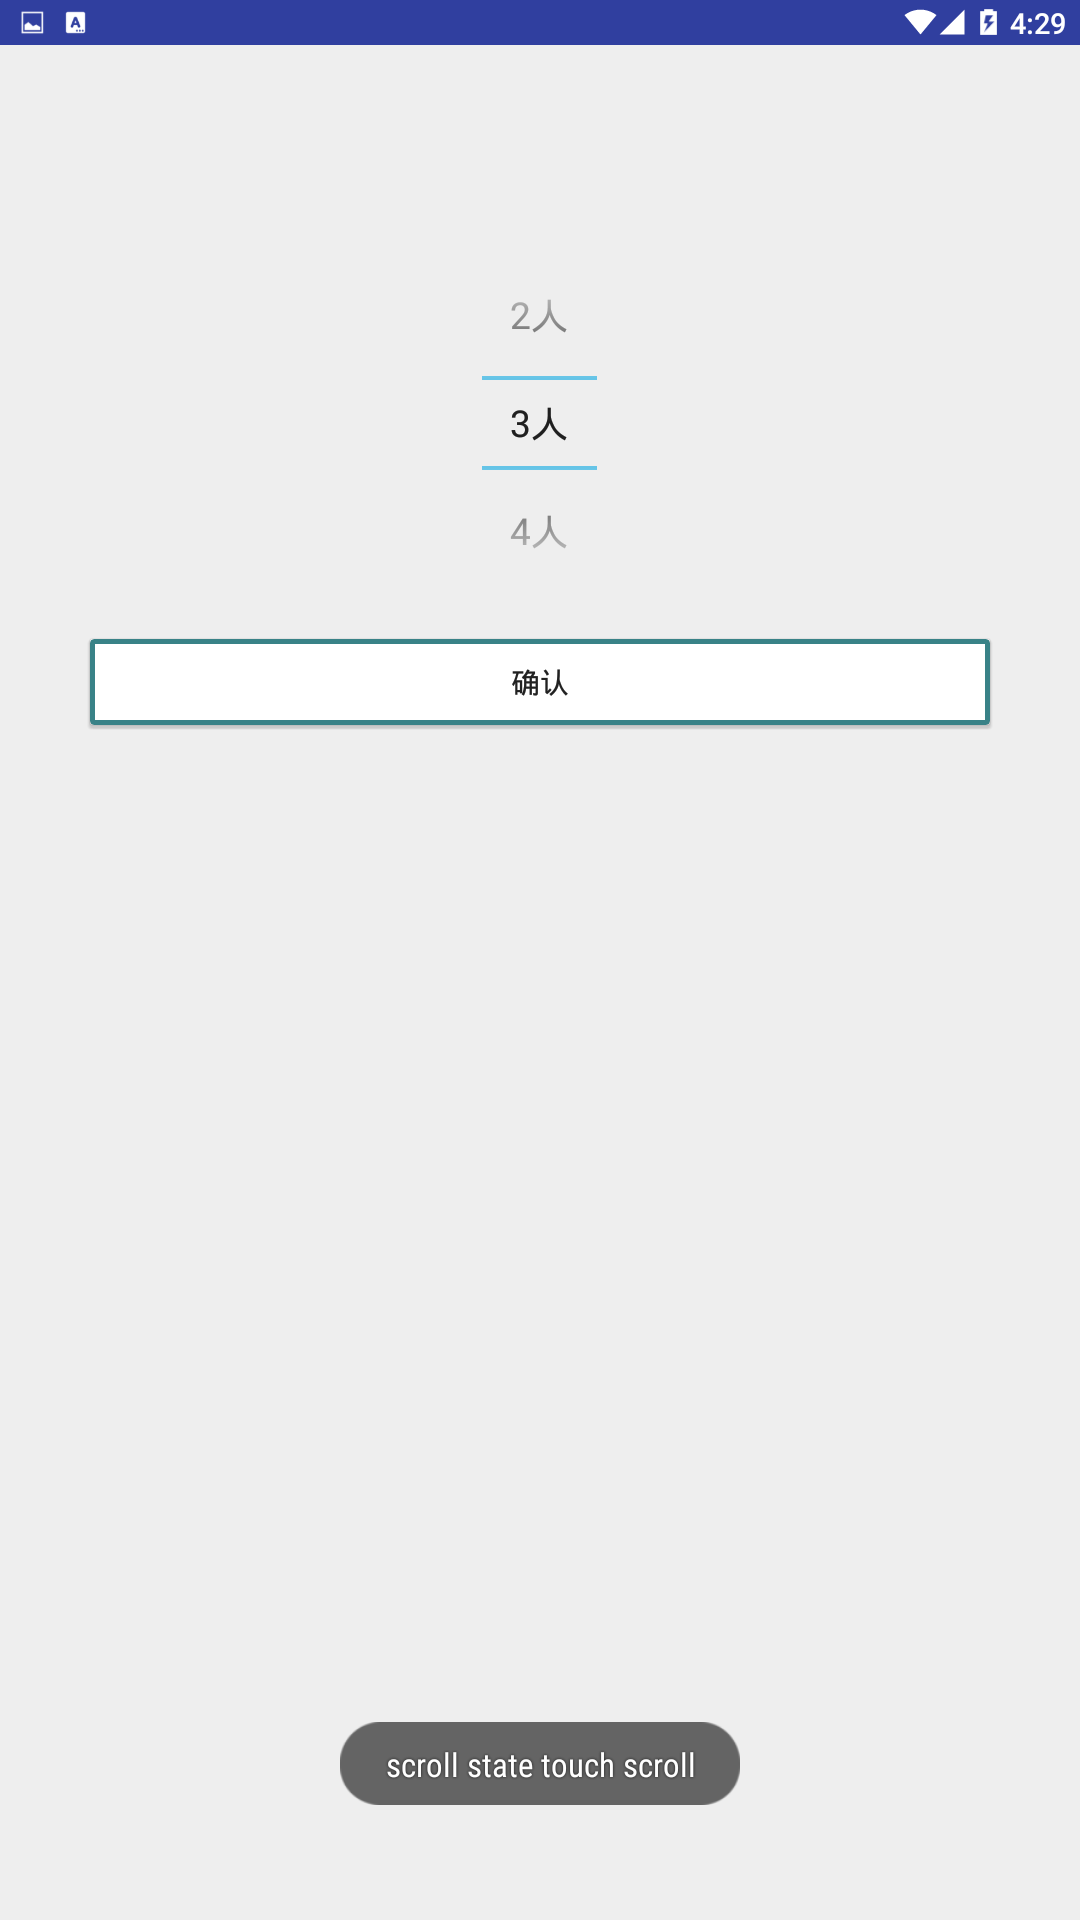 4:29
2人
3人
4人
确认
scroll state touch scroll